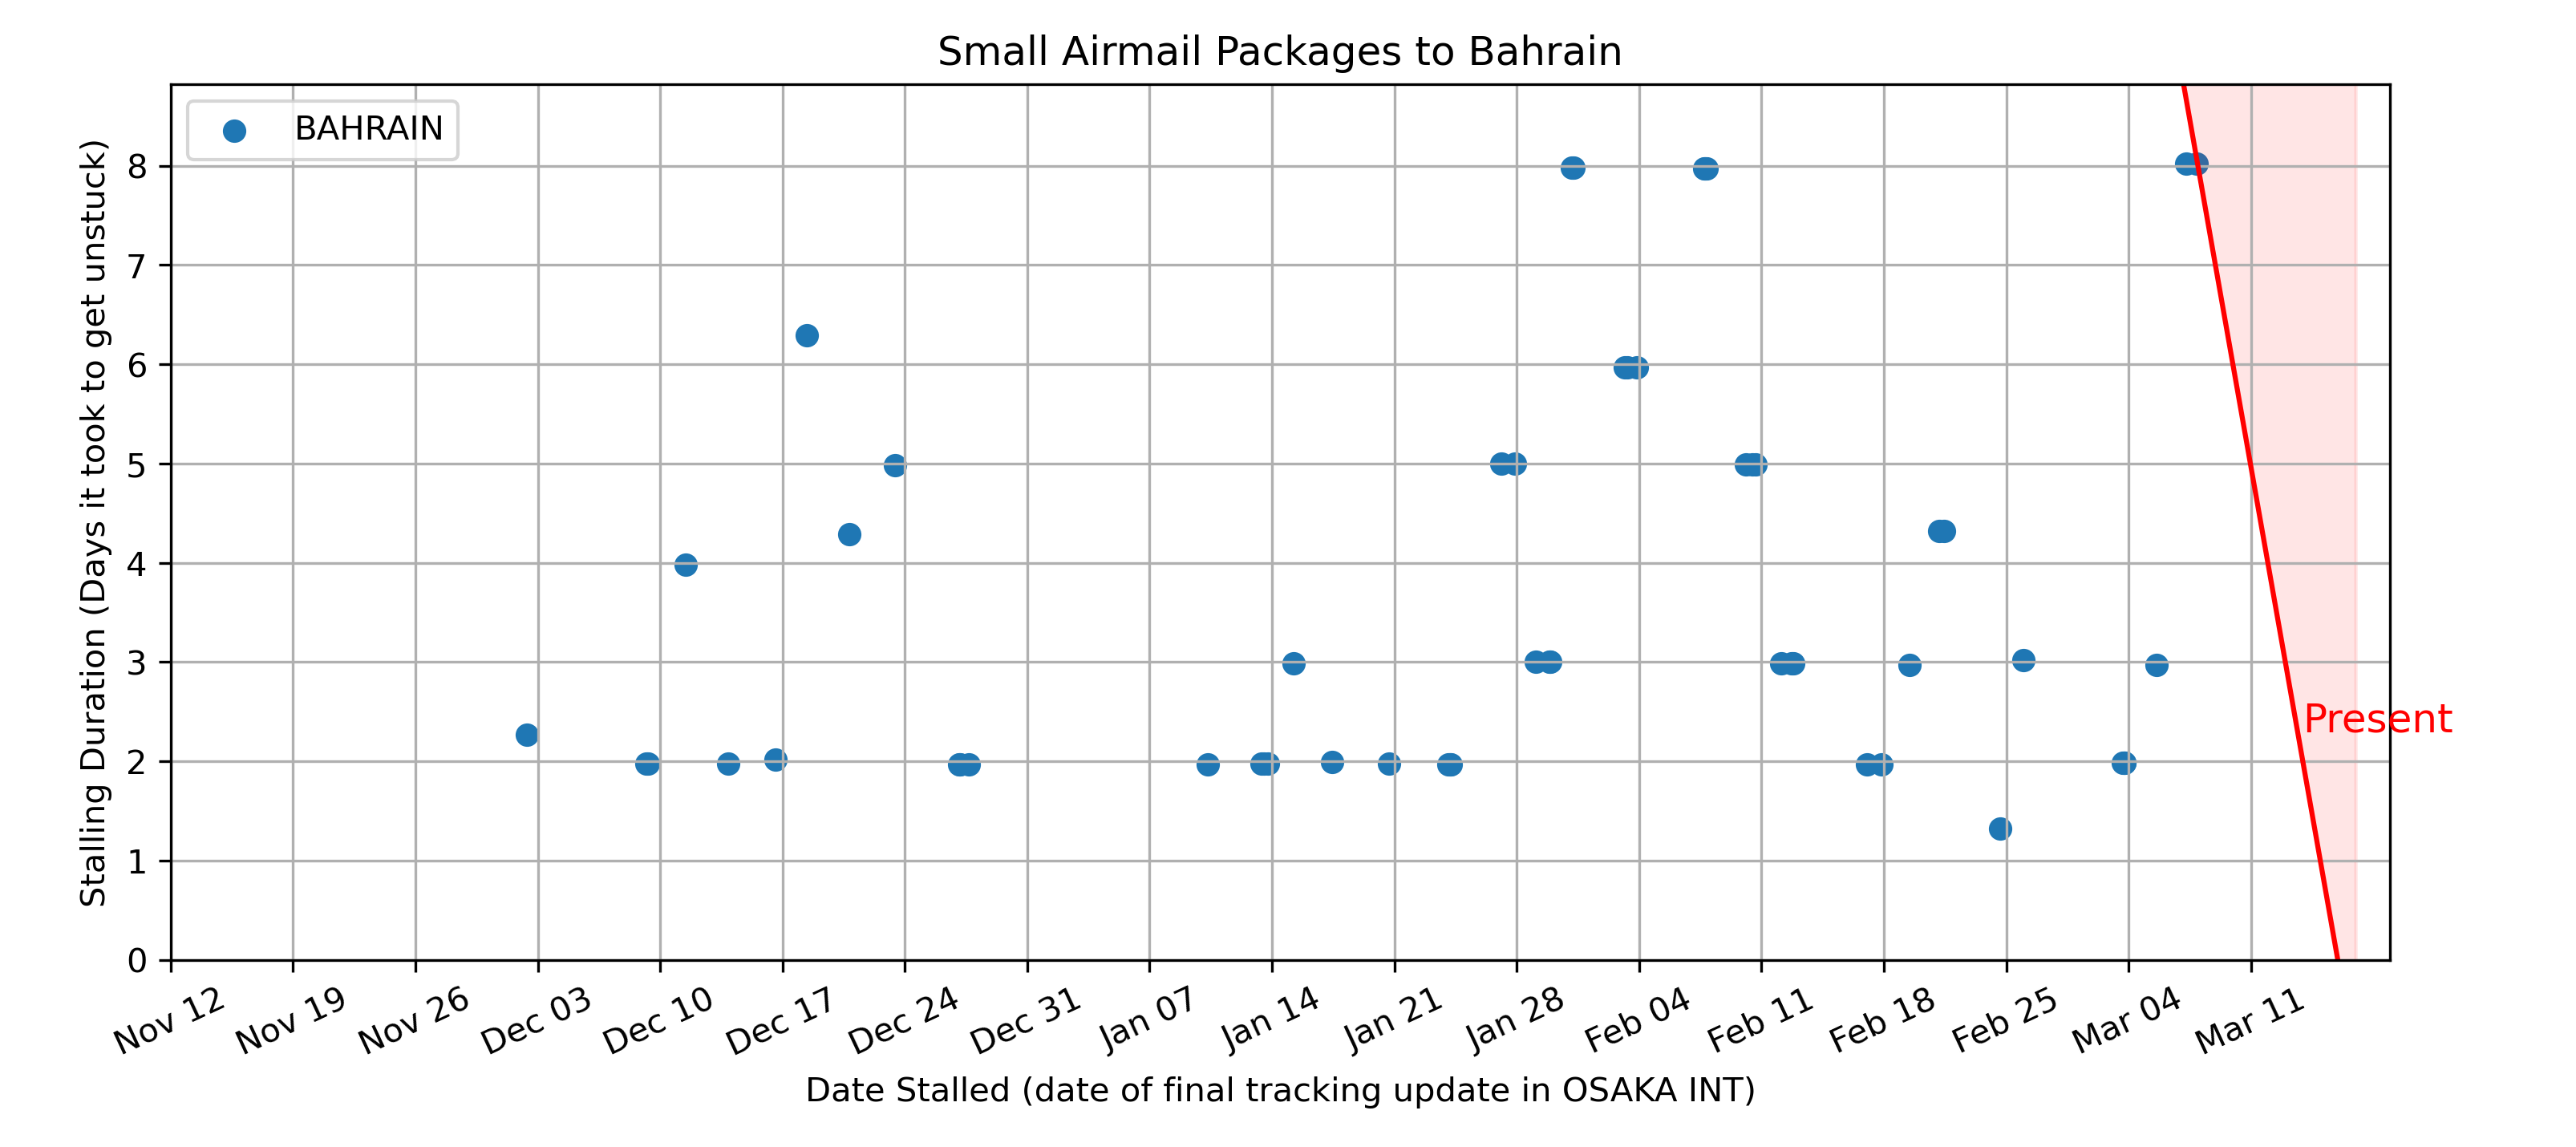 Small Airmail Packages to Bahrain
BAHRAIN
Stalling Duration (Days it took to get unstuck)
8
7
6
5
4
3
2
1
0
Present
Nov 12
Nov 19
Nov 26
Dec 03
Dec 10
Dec 17
Dec 24
Dec 31
Jan 07
Jan 14
Jan 21
Jan 28
Feb 04
Feb 11
Feb 18
Feb 25
Mar 04
Mar 11
Date Stalled (date of final tracking update in OSAKA INT)